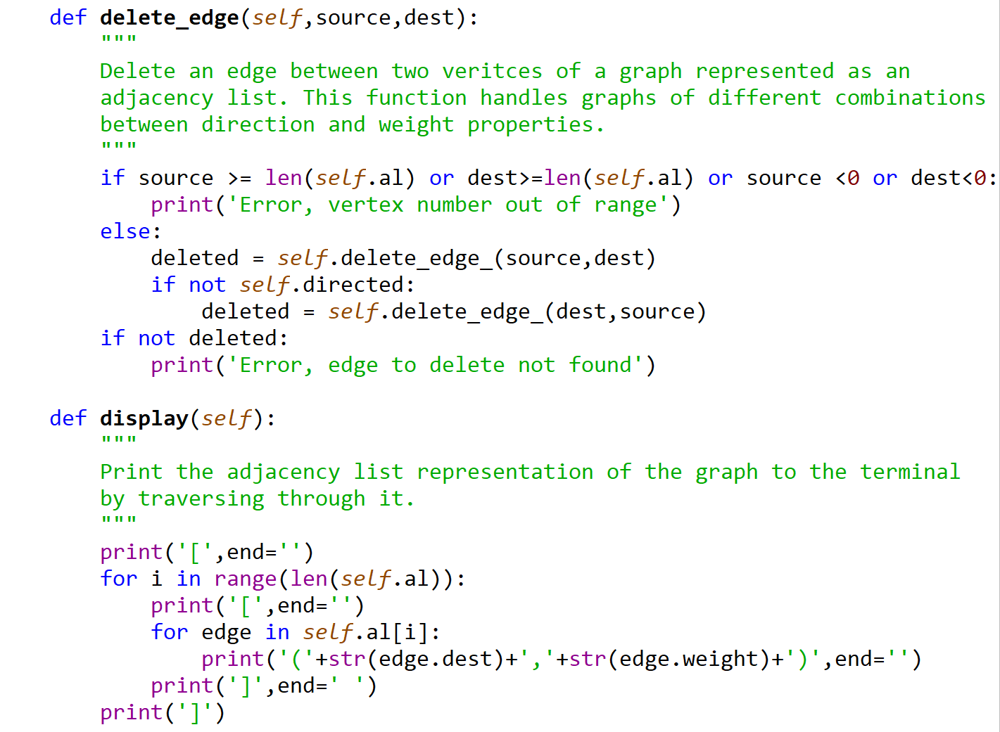 def delete_edge(self,source,dest):
    """
    Delete an edge between two veritces of a graph represented as an
    adjacency list. This function handles graphs of different combinations
    between direction and weight properties.
    """
    if source >= len(self.al) or dest>=len(self.al) or source <0 or dest<0:
        print('Error, vertex number out of range')
    else:
        deleted = self.delete_edge_(source,dest)
        if not self.directed:
            deleted = self.delete_edge_(dest,source)
    if not deleted:
        print('Error, edge to delete not found')

def display(self):
    """
    Print the adjacency list representation of the graph to the terminal
    by traversing through it.
    """
    print('[',end='')
    for i in range(len(self.al)):
        print('[',end='')
        for edge in self.al[i]:
            print('('+str(edge.dest)+','+str(edge.weight)+')',end='')
        print(']',end=' ')
    print(']')